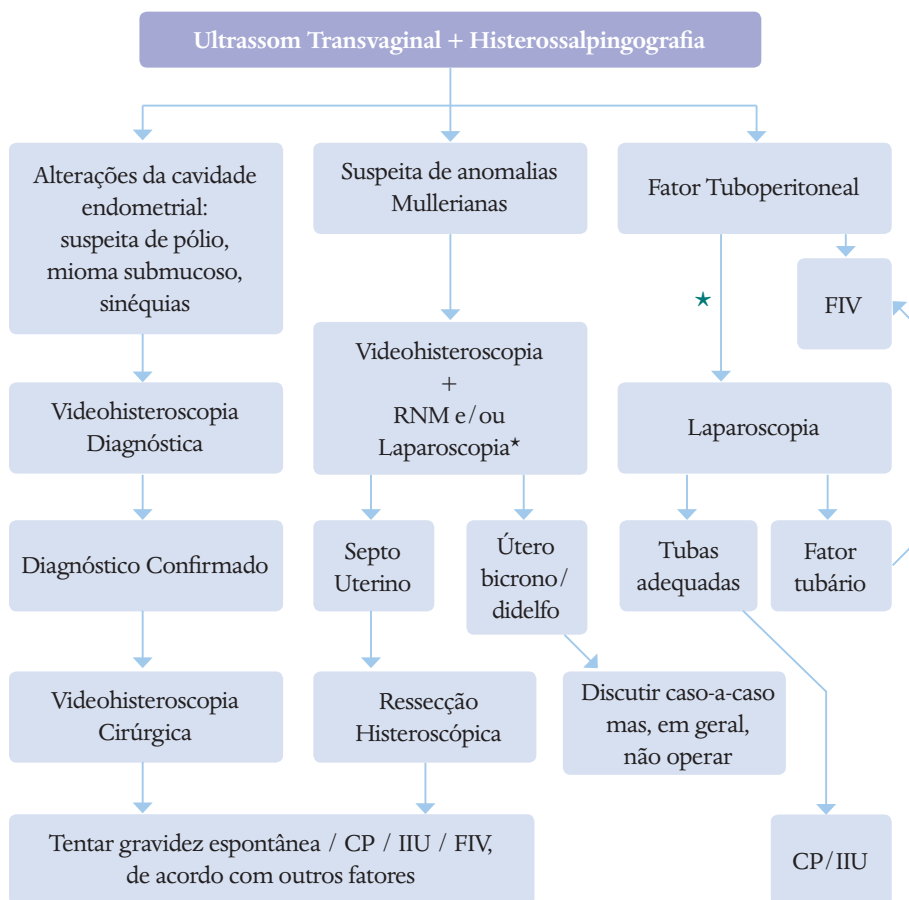 Ultrassom Transvaginal + Histerossalpingografia
Alterações da cavidade
endometrial:
suspeita de pólio,
mioma submucoso,
sinéquias
Suspeita de anomalias
Mullerianas
Fator Tuboperitoneal
★
FIV
Videohisteroscopia
+
RNM e/ou
Laparoscopia★
Videohisteroscopia
Diagnóstica
Laparoscopia
Diagnóstico Confirmado
Septo
Uterino
Útero
bicrono/
didelfo
Tubas
adequadas
Fator
tubário
Videohisteroscopia
Cirúrgica
Ressecção
Histeroscópica
Discutir caso-a-caso
mas, em geral,
não operar
Tentar gravidez espontânea / CP / IIU / FIV,
de acordo com outros fatores
CP/IIU